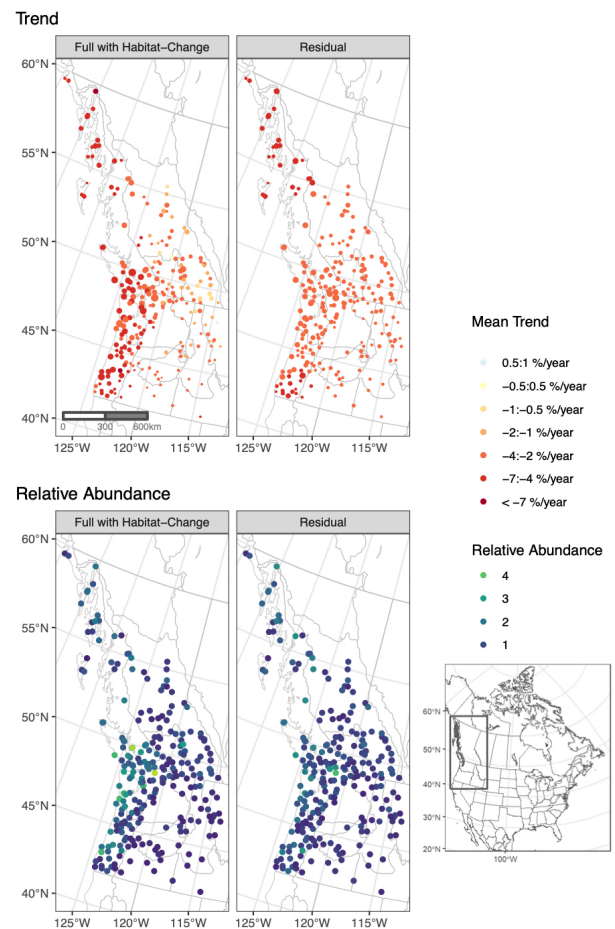 Trend
Full with Habitat−Change
Residual
60°N
55°N
50°N
45°N
40°N
0 300 600km
125°W 120°W 115°W
125°W 120°W 115°W
Mean Trend
0.5:1 %/year
−0.5:0.5 %/year
−1:−0.5 %/year
−2:−1 %/year
−4:−2 %/year
−7:−4 %/year
< −7 %/year
Relative Abundance
Full with Habitat−Change
Residual
60°N
55°N
50°N
45°N
40°N
125°W 120°W 115°W
125°W 120°W 115°W
Relative Abundance
4
3
2
1
60°N
50°N
40°N
30°N
20°N
100°W